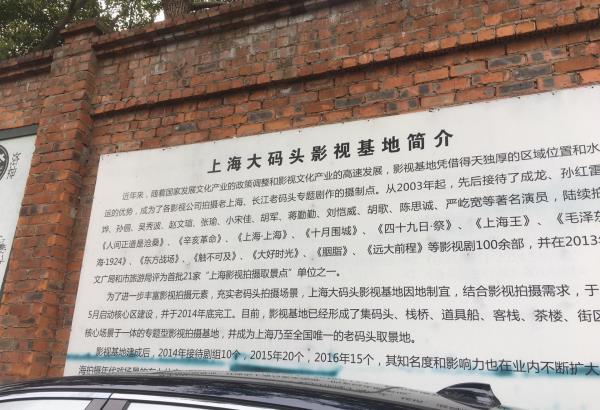 上海大码头影视基地简介
近年来，随着国家发展文化产业的政策调整和影视文化产业的高速发展，影视基地凭借得天独厚的区域位置和水
运的优势，成为了各影视公司拍摄老上海、长江老码头专题剧作的摄制点。从2003年起，先后接待了成龙、孙红雷
烨、孙俪、吴秀波、赵文瑄、张瑜、小宋佳、胡军、蒋勤勤、刘恺威、胡歌、陈思诚、严屹宽等著名演员，陆续
《人间正道是沧桑》、《辛亥革命》、《上海·上海》、《十月围城》、《四十九日·祭》、《上海王》、《毛泽东
海·1924》、《东方战场》、《触不可及》、《大好时光》、《胭脂》、《远大前程》等影视剧100余部，并在2013
文广局和市旅游局评为首批21家“上海影视拍摄取景点”单位之一。
为了进一步丰富影视拍摄元素，充实老码头拍摄场景，上海大码头影视基地因地制宜，结合影视拍摄需求，于
5月启动核心区建设，并于2014年底完工。目前，影视基地已经形成了集码头、栈桥、道具船、客栈、茶楼、街区
核心场景于一体的专题型影视拍摄基地，并成为上海乃至全国唯一的老码头取景地。
影视基地建成后，2014年接待剧组10个，2015年20个，2016年15个，其知名度和影响力也在业内不断扩大